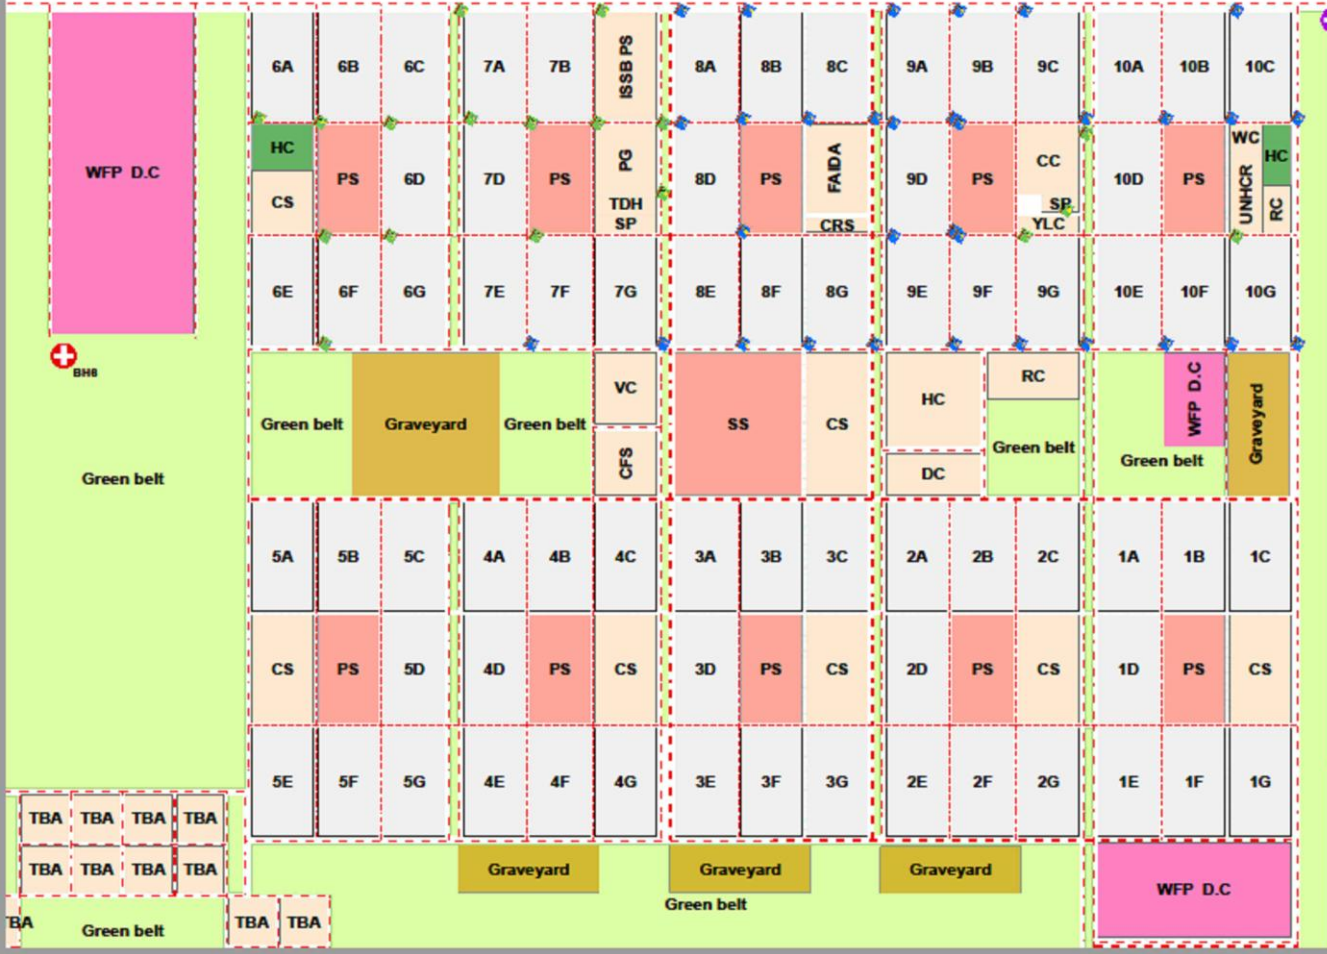 6A 6B 6C 7A 7B ISSB PS 8A 8B 8C 9A 9B 9C 10A 10B 10C
WFP D.C
HC
CS
PS 6D 7D PS
PG
TDH
SP
8D PS
FAIDA
CRS
9D PS
CC
SP
YLC
10D PS
WC
UNHCR
HC
RC
6E 6F 6G 7E 7F 7G 8E 8F 8G 9E 9F 9G 10E 10F 10G
BH6
Green belt Graveyard Green belt
VC
CFS
SS CS
HC
DC
RC
Green belt
WFP D.C
Green belt
Graveyard
Green belt
5A 5B 5C 4A 4B 4C 3A 3B 3C 2A 2B 2C 1A 1B 1C
CS PS 5D 4D PS CS 3D PS CS 2D PS CS 1D PS CS
5E 5F 5G 4E 4F 4G 3E 3F 3G 2E 2F 2G 1E 1F 1G
TBA TBA TBA TBA
TBA TBA TBA TBA
Graveyard Graveyard Graveyard
WFP D.C
Green belt
TBA
Green belt
TBA TBA